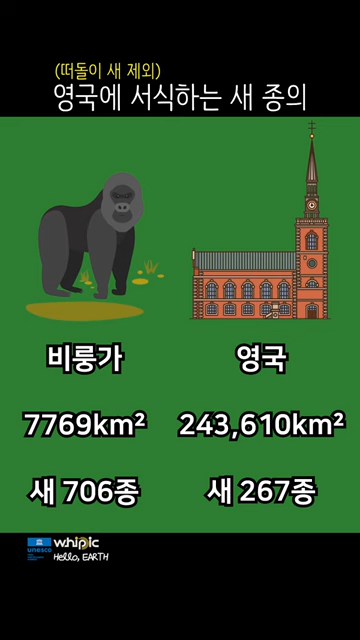 (떠돌이 새 제외)
영국에 서식하는 새 종의
비룽가 영국
7769km² 243,610km²
새 706종 새 267종
unesco whipic
Hello, EARTH